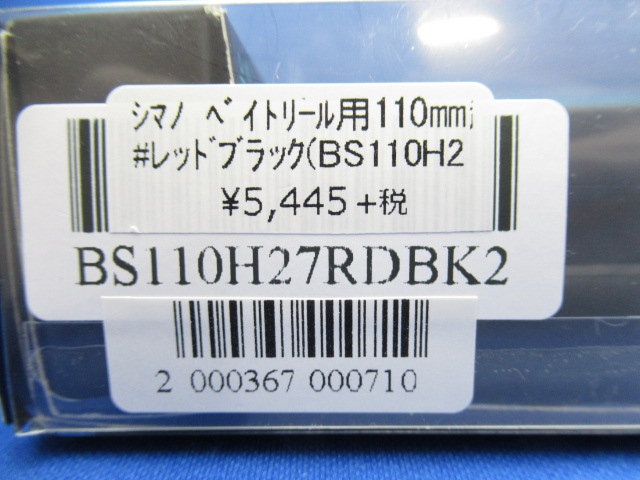 ｼﾏﾉ ﾍﾞｲﾄﾘｰﾙ用110mm
#ﾚｯﾄﾞﾌﾞﾗｯｸ(BS110H2
¥5,445+税
BS110H27RDBK2
2 000367 000710